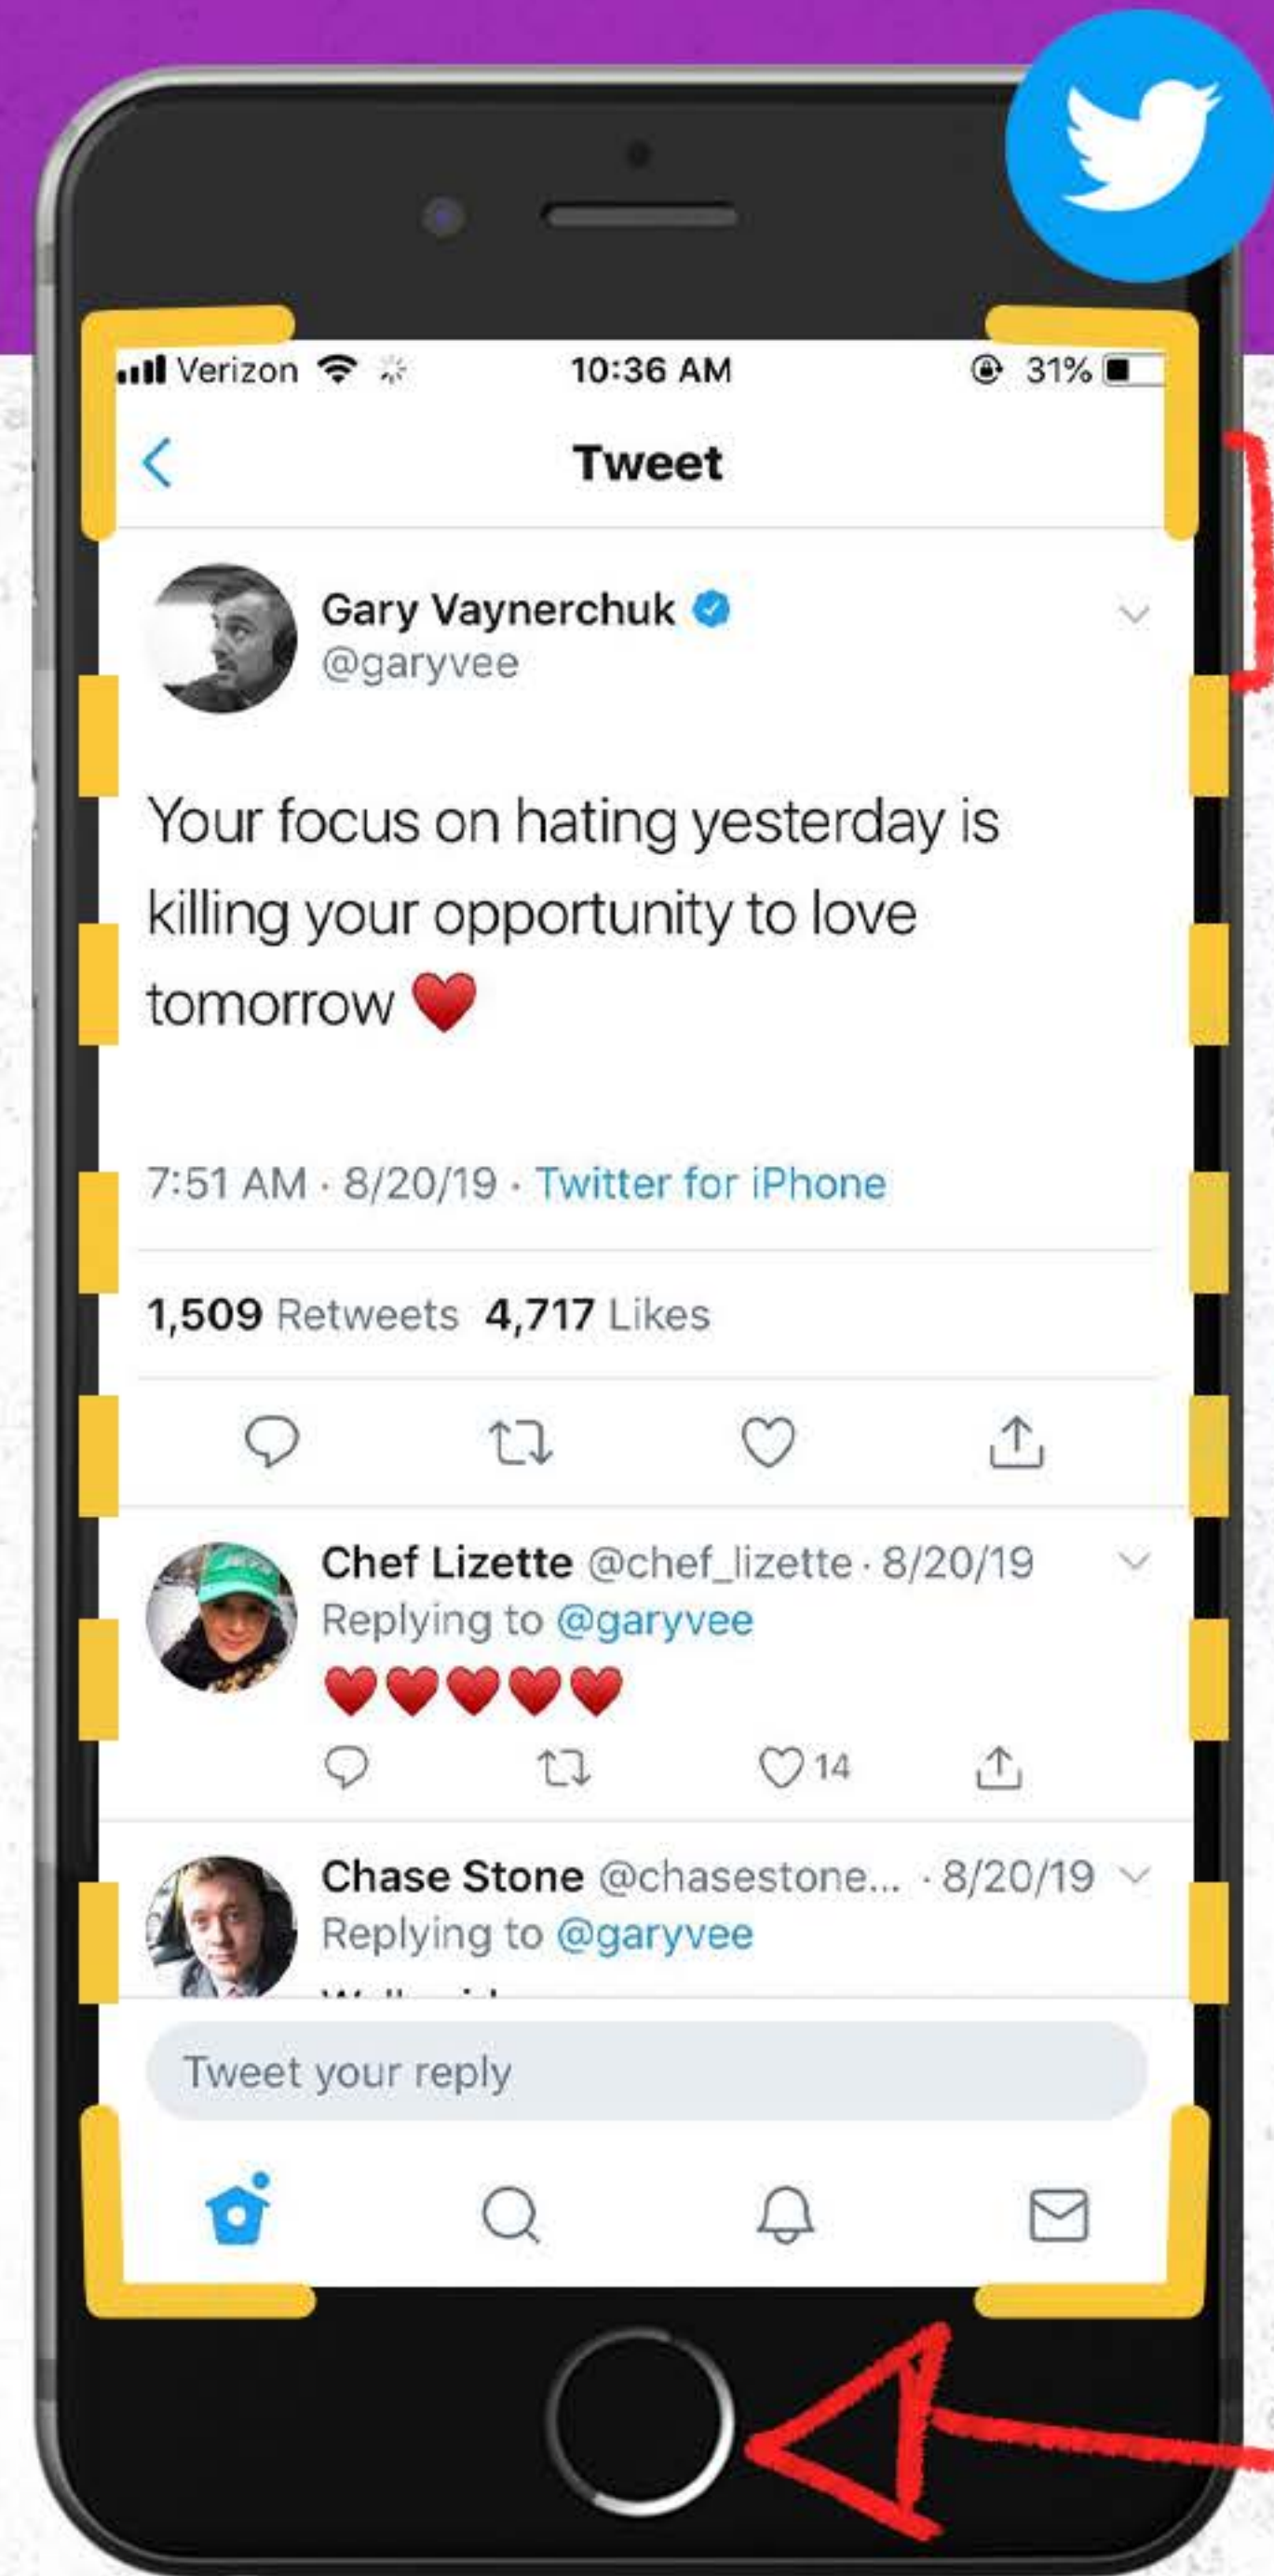 Verizon 10:36 AM 31%
Tweet
Gary Vaynerchuk
@garyvee
Your focus on hating yesterday is
killing your opportunity to love
tomorrow ♥️
7:51 AM · 8/20/19 · Twitter for iPhone
1,509 Retweets 4,717 Likes
Chef Lizette @chef_lizette · 8/20/19
Replying to @garyvee
♥️♥️♥️♥️♥️
14
Chase Stone @chasestone... · 8/20/19
Replying to @garyvee
Tweet your reply